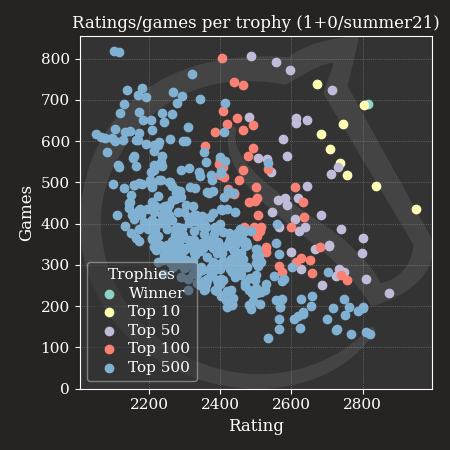 Ratings/games per trophy (1+0/summer21)
800
700
600
500
400
300
200
100
0
Games
Trophies
Winner
Top 10
Top 50
Top 100
Top 500
2200
2400
2600
2800
Rating